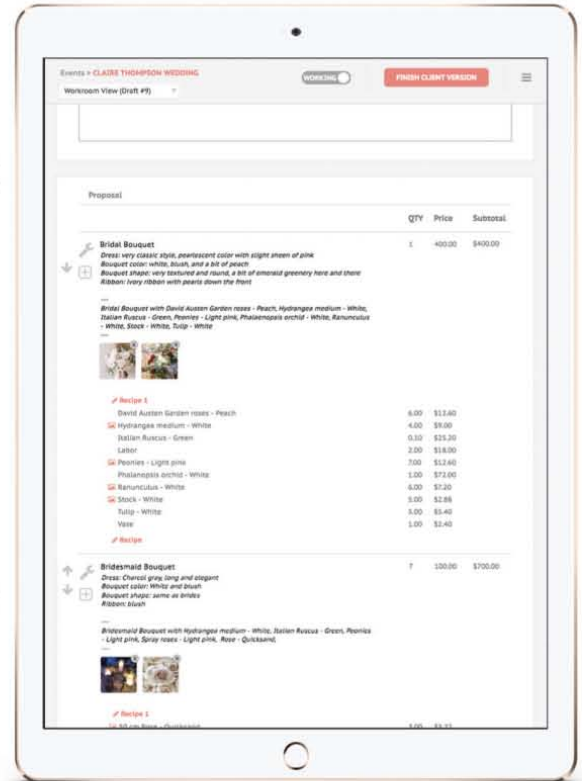 Events > CLAIRE THOMPSON WEDDING
WORKING
FINISH CLIENT VERSION
Workroom View (Draft #9)
Proposal
QTY Price Subtotal
Bridal Bouquet 1 400.00 $400.00
Dress: very classic style, pearlescent color with slight sheen of pink
Bouquet color: white, blush, and a bit of peach
Bouquet shape: very textured and round, a bit of emerald greenery here and there
Ribbon: Ivory ribbon with pearls down the front
---
Bridal Bouquet with David Austen Garden roses - Peach, Hydrangea medium - White,
Italian Ruscus - Green, Peonies - Light pink, Phalaenopsis orchid - White, Ranunculus
- White, Stock - White, Tulip - White
---
Recipe 1
David Austen Garden roses - Peach 6.00 $12.60
Hydrangea medium - White 4.00 $9.00
Italian Ruscus - Green 0.10 $25.20
Labor 2.00 $18.00
Peonies - Light pink 7.00 $12.60
Phalanopsis orchid - White 1.00 $72.00
Ranunculus - White 6.00 $7.20
Stock - White 5.00 $2.88
Tulip - White 5.00 $5.40
Vase 1.00 $2.40
Recipe
Bridesmaid Bouquet 7 100.00 $700.00
Dress: Charcol gray, long and elegant
Bouquet color: White and blush
Bouquet shape: same as brides
Ribbon: blush
---
Bridesmaid Bouquet with Hydrangea medium - White, Italian Ruscus - Green, Peonies
- Light pink, Spray roses - Light pink, Rose - Quicksand,
---
Recipe 1
Rose - Quicksand